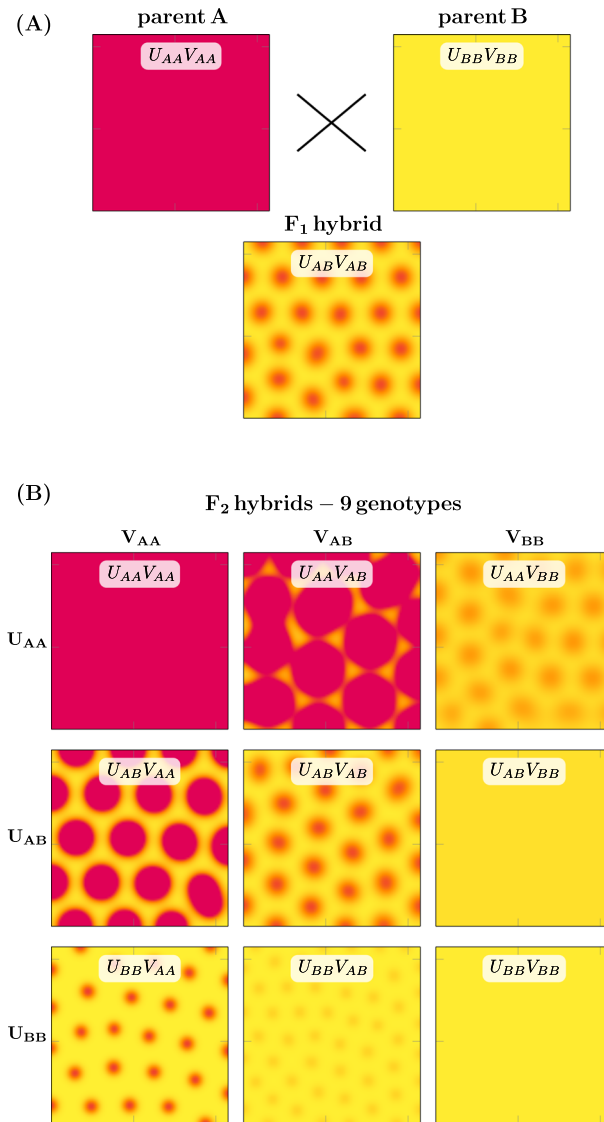 (A)
parent A
parent B
U_{AA}V_{AA}
U_{BB}V_{BB}
F₁ hybrid
U_{AB}V_{AB}
(B)
F₂ hybrids – 9 genotypes
V_{AA}
V_{AB}
V_{BB}
U_{AA}
U_{AA}V_{AA}
U_{AA}V_{AB}
U_{AA}V_{BB}
U_{AB}
U_{AB}V_{AA}
U_{AB}V_{AB}
U_{AB}V_{BB}
U_{BB}
U_{BB}V_{AA}
U_{BB}V_{AB}
U_{BB}V_{BB}